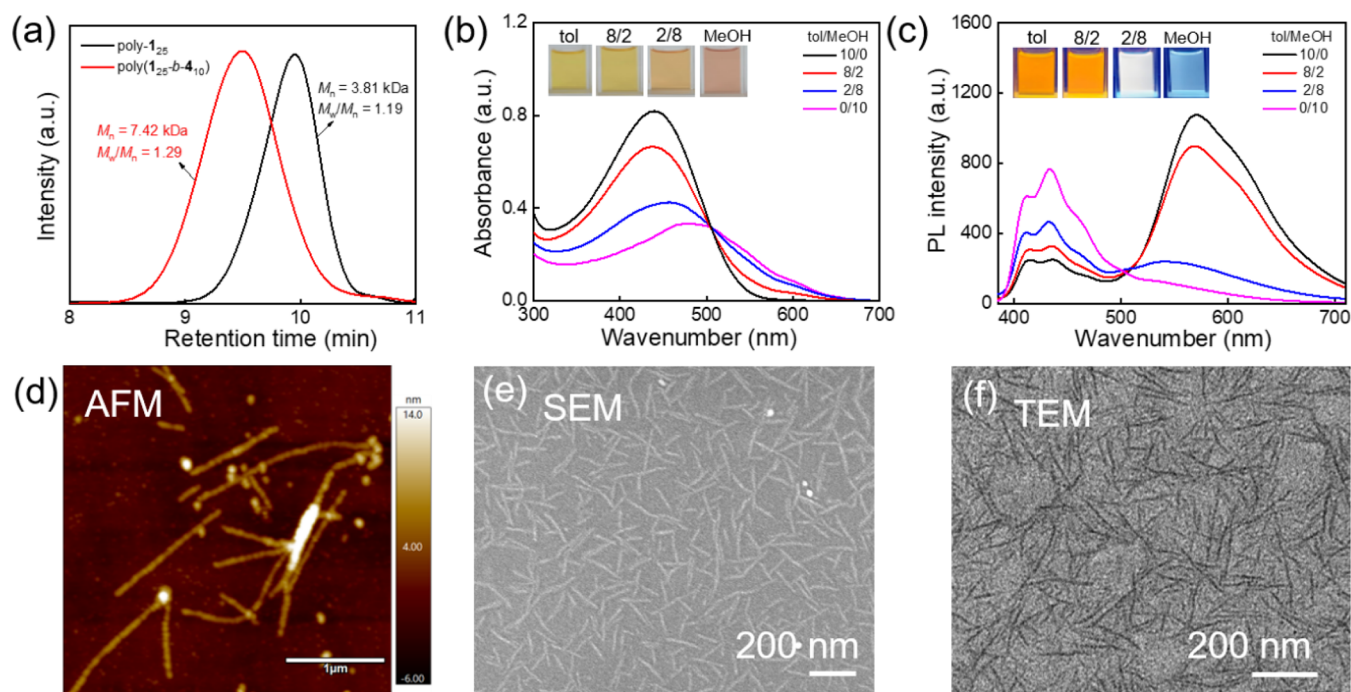 (a)
poly-1₂₅
poly(1₂₅-b-4₁₀)
Mₙ = 3.81 kDa
M_w/Mₙ = 1.19
Mₙ = 7.42 kDa
M_w/Mₙ = 1.29
Intensity (a.u.)
8 9 10 11
Retention time (min)
(b)
tol 8/2 2/8 MeOH
tol/MeOH
10/0
8/2
2/8
0/10
1.2
0.8
0.4
0.0
Absorbance (a.u.)
300 400 500 600 700
Wavenumber (nm)
(c)
tol 8/2 2/8 MeOH
tol/MeOH
10/0
8/2
2/8
0/10
1600
1200
800
400
0
PL intensity (a.u.)
400 500 600 700
Wavenumber (nm)
(d)
AFM
nm
14.0
4.00
-6.00
1μm
(e)
SEM
200 nm
(f)
TEM
200 nm